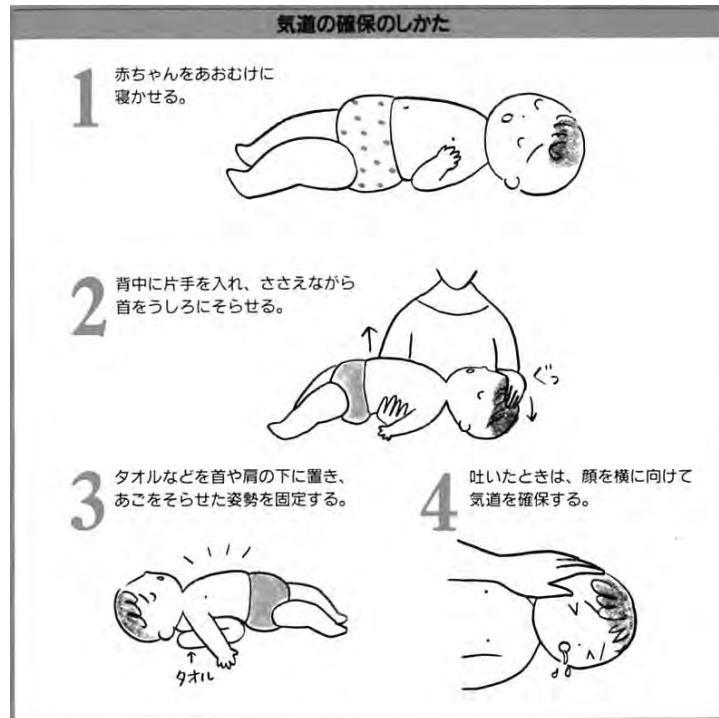 気道の確保のしかた
1
赤ちゃんをあおむけに
寝かせる。
2
背中に片手を入れ、ささえながら
首をうしろにそらせる。
ぐっ
3
タオルなどを首や肩の下に置き、
あごをそらせた姿勢を固定する。
タオル
4
吐いたときは、顔を横に向けて
気道を確保する。